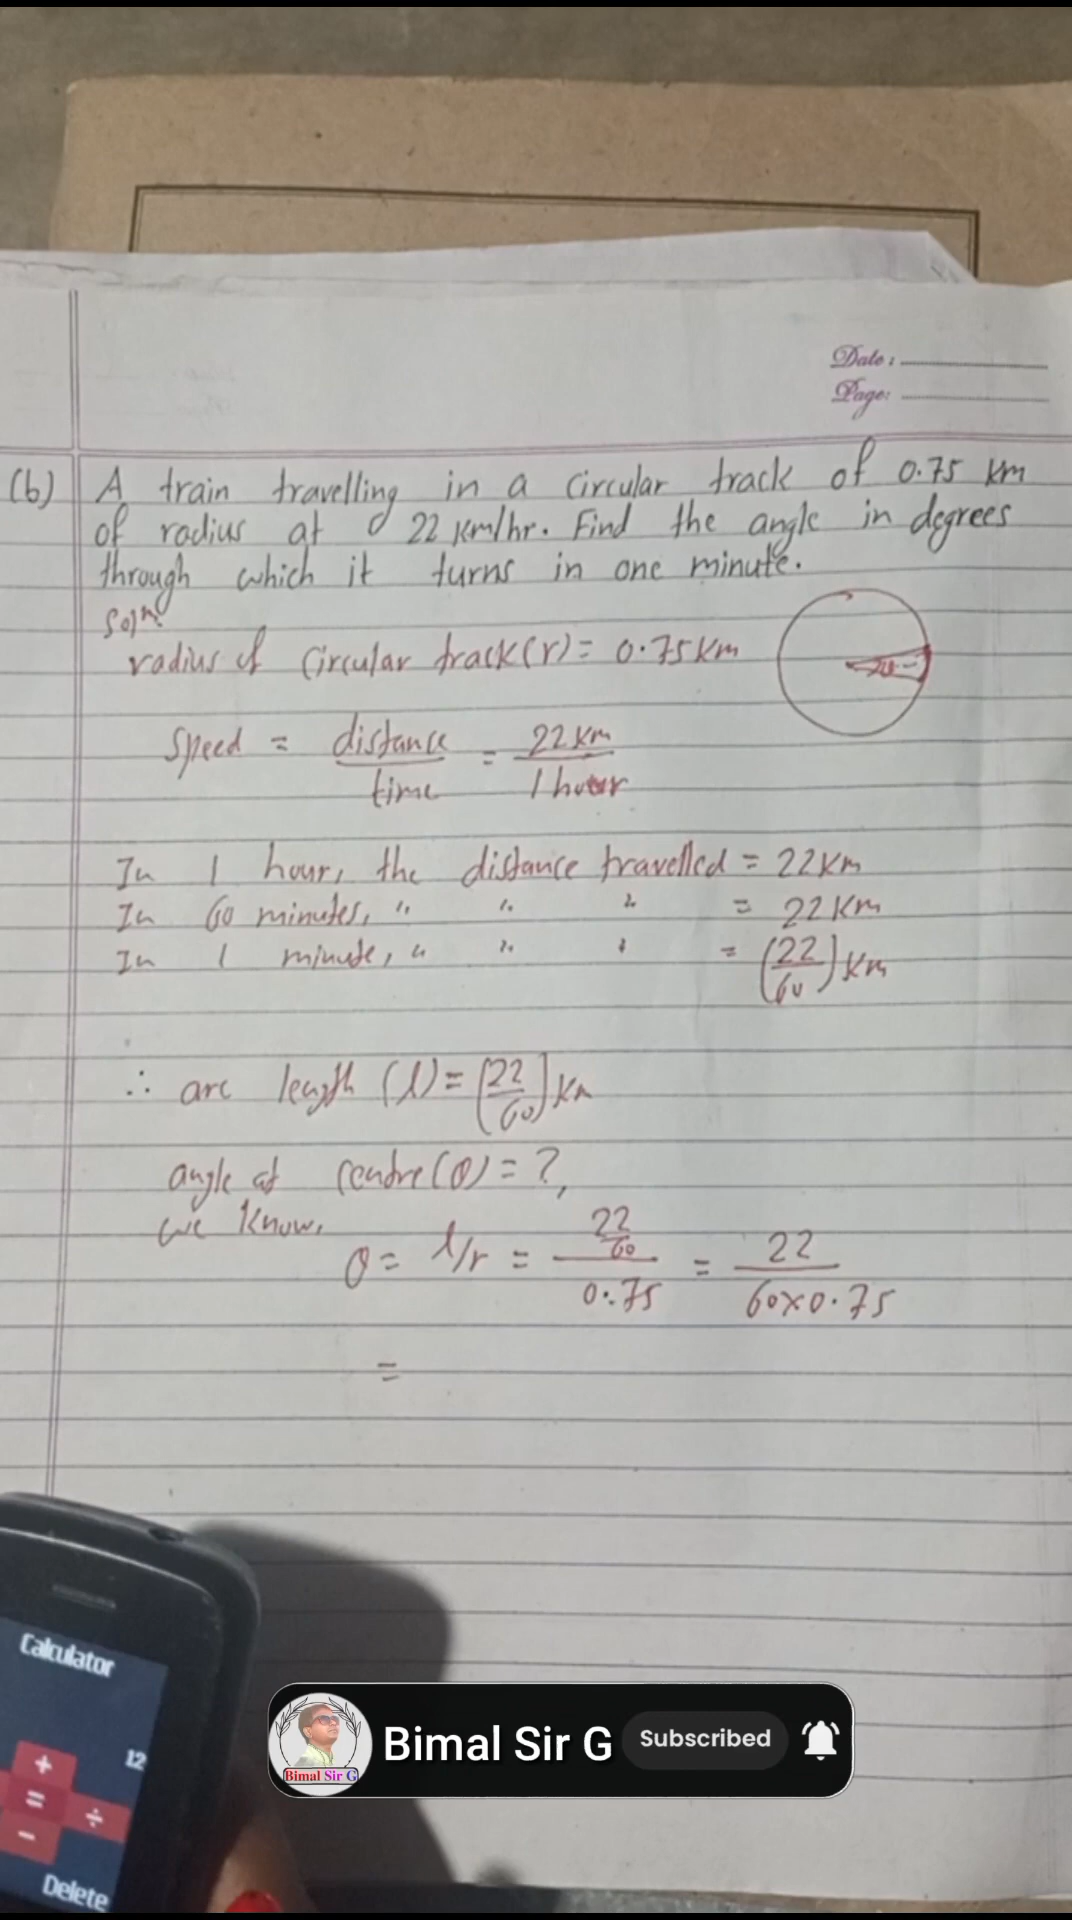 Date:
Page:
(b) A train travelling in a circular track of 0.75 km
of radius at 22 km/hr. Find the angle in degrees
through which it turns in one minute.
Soln
radius of circular track(r) = 0.75 km
Speed = distance/time = 22 km/1 hour
In 1 hour, the distance travelled = 22 km
In 60 minutes, " " " = 22 km
In 1 minute, " " " = (22/60) km
∴ arc length (l) = (22/60) km
angle at centre (θ) = ?,
we know,
θ = l/r = 22/60 / 0.75 = 22 / 60×0.75
=
Calculator
12
+
=
÷
-
Delete
Bimal Sir G
Bimal Sir G Subscribed